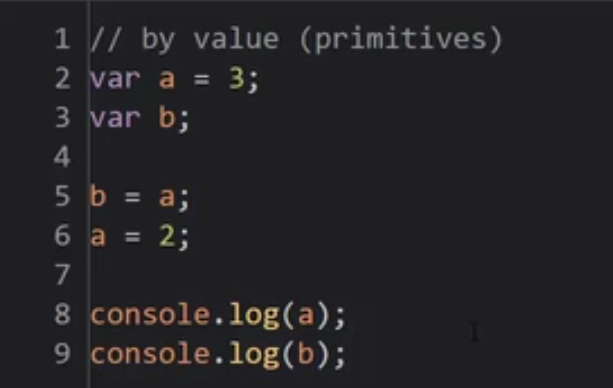 1 // by value (primitives)
2 var a = 3;
3 var b;
4
5 b = a;
6 a = 2;
7
8 console.log(a);
9 console.log(b);